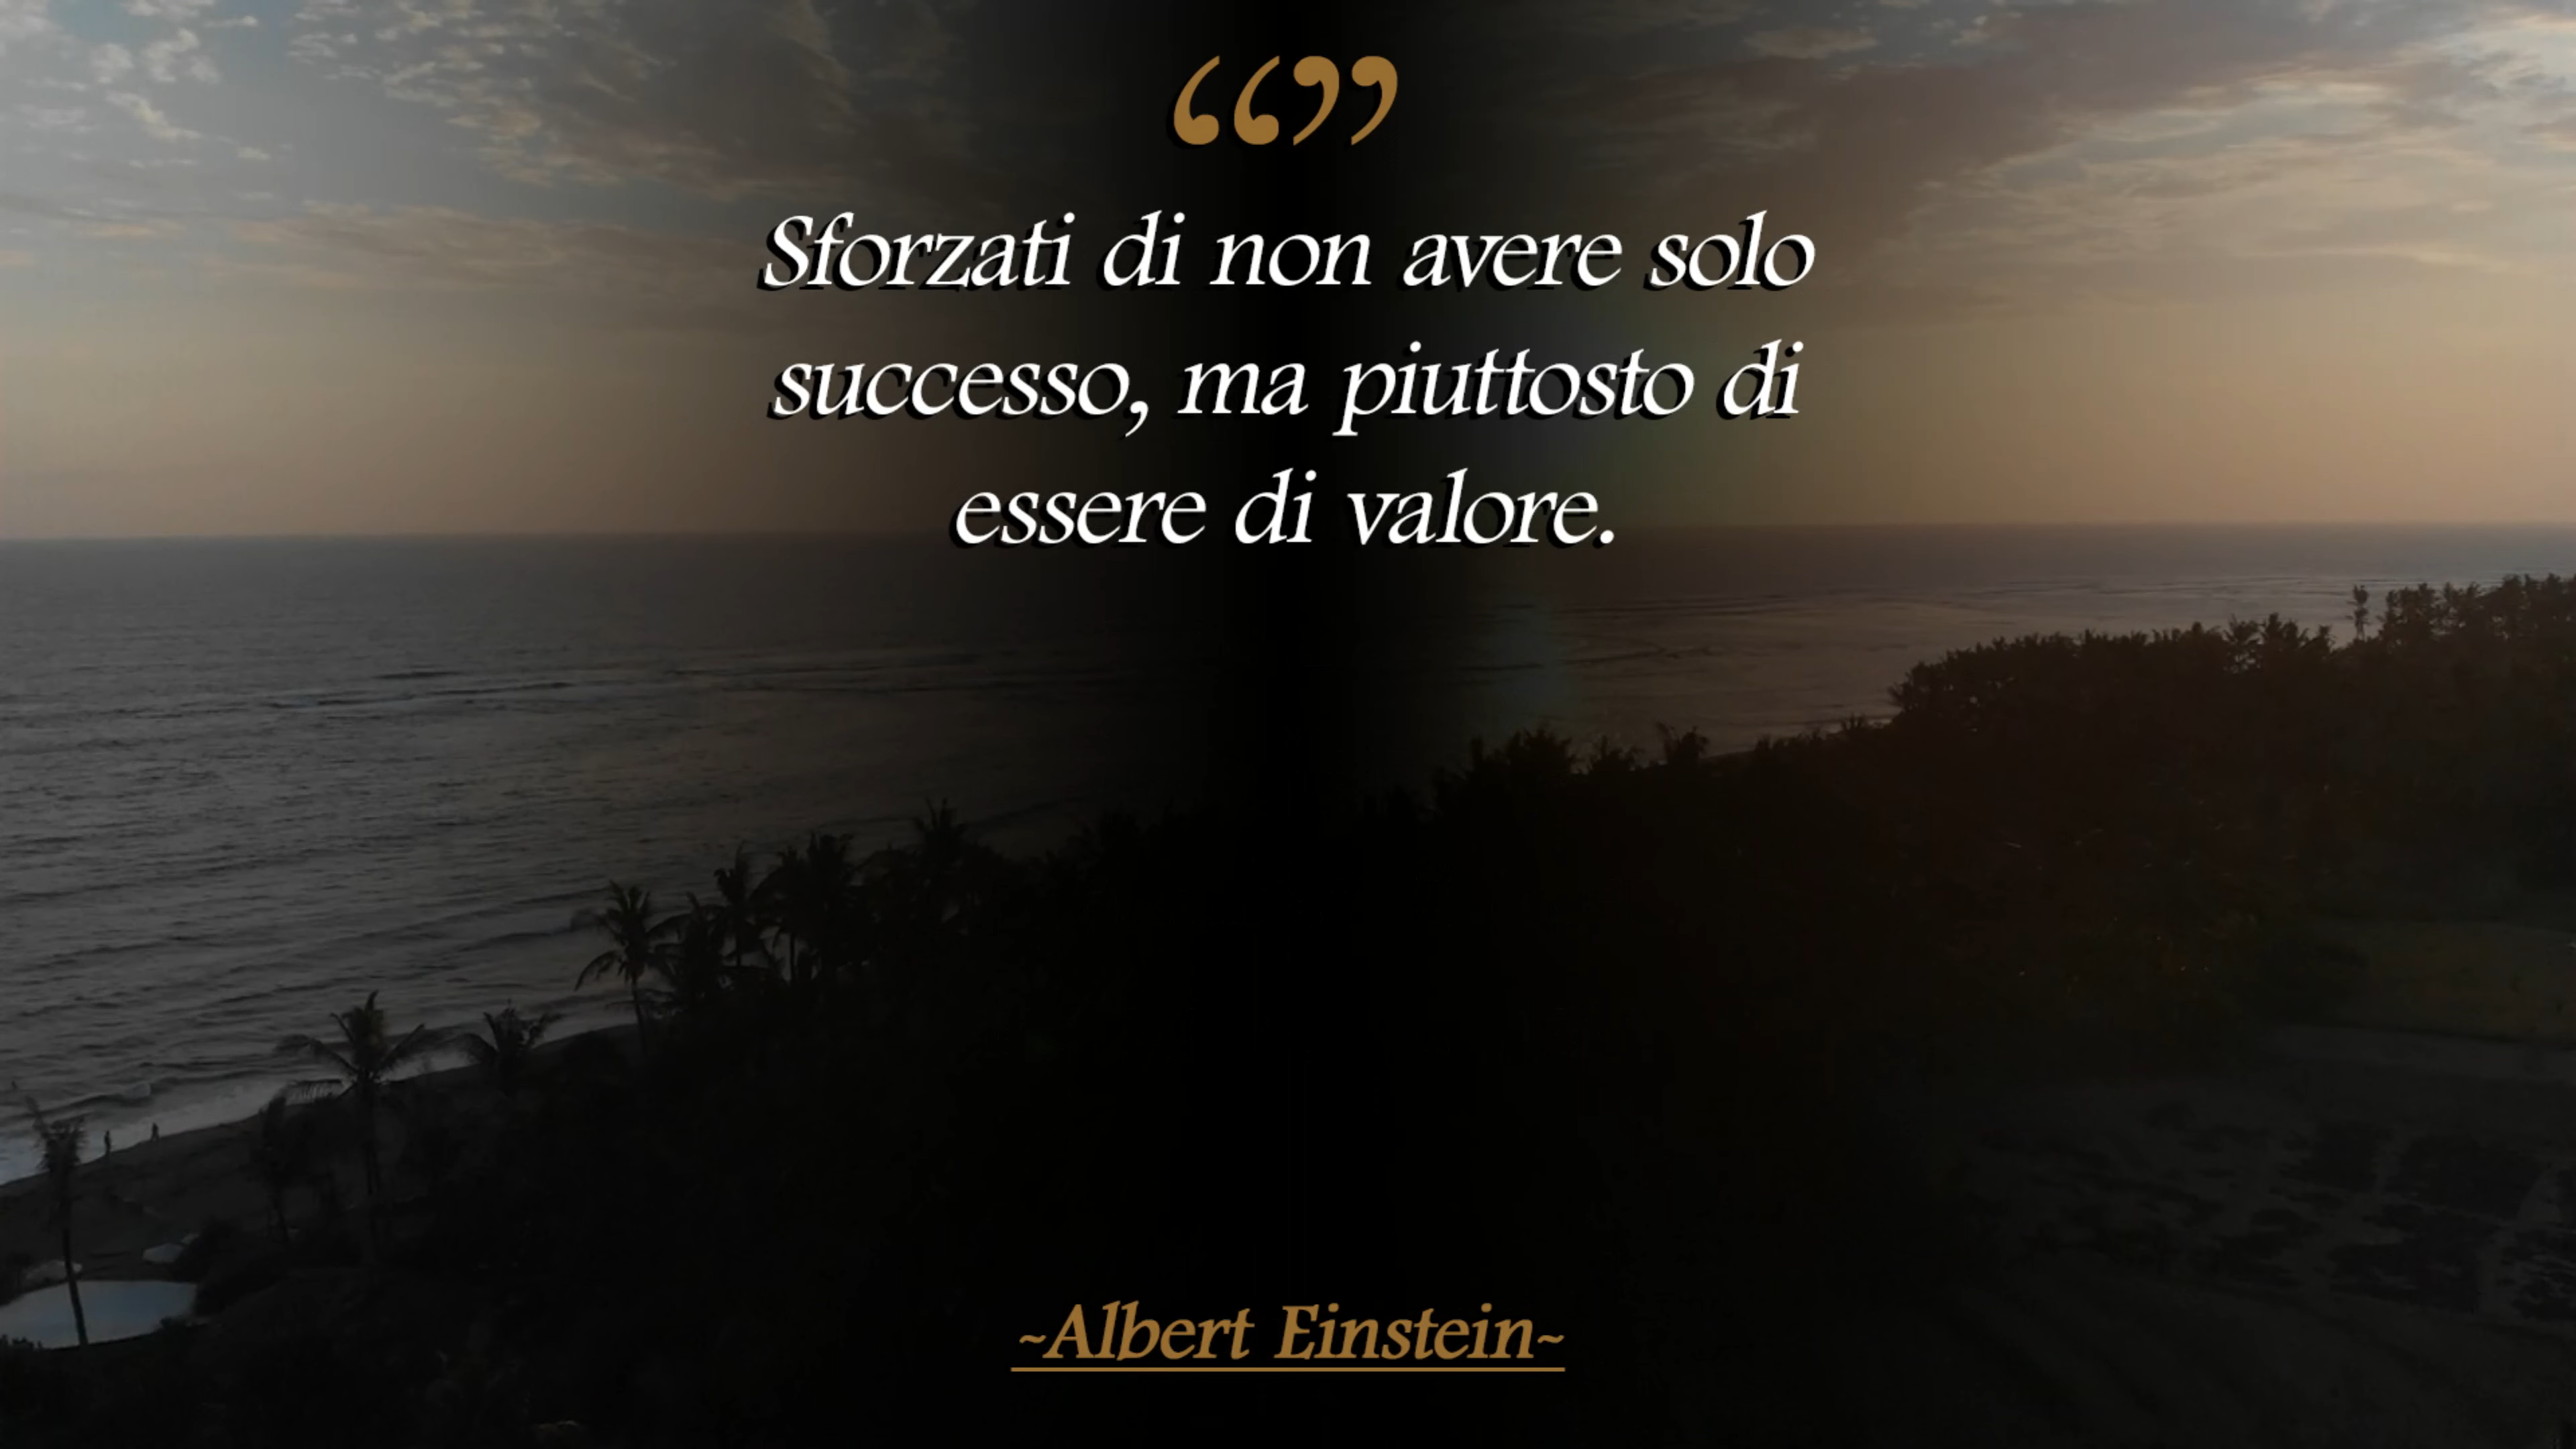 “”
Sforzati di non avere solo
successo, ma piuttosto di
essere di valore.
~Albert Einstein~